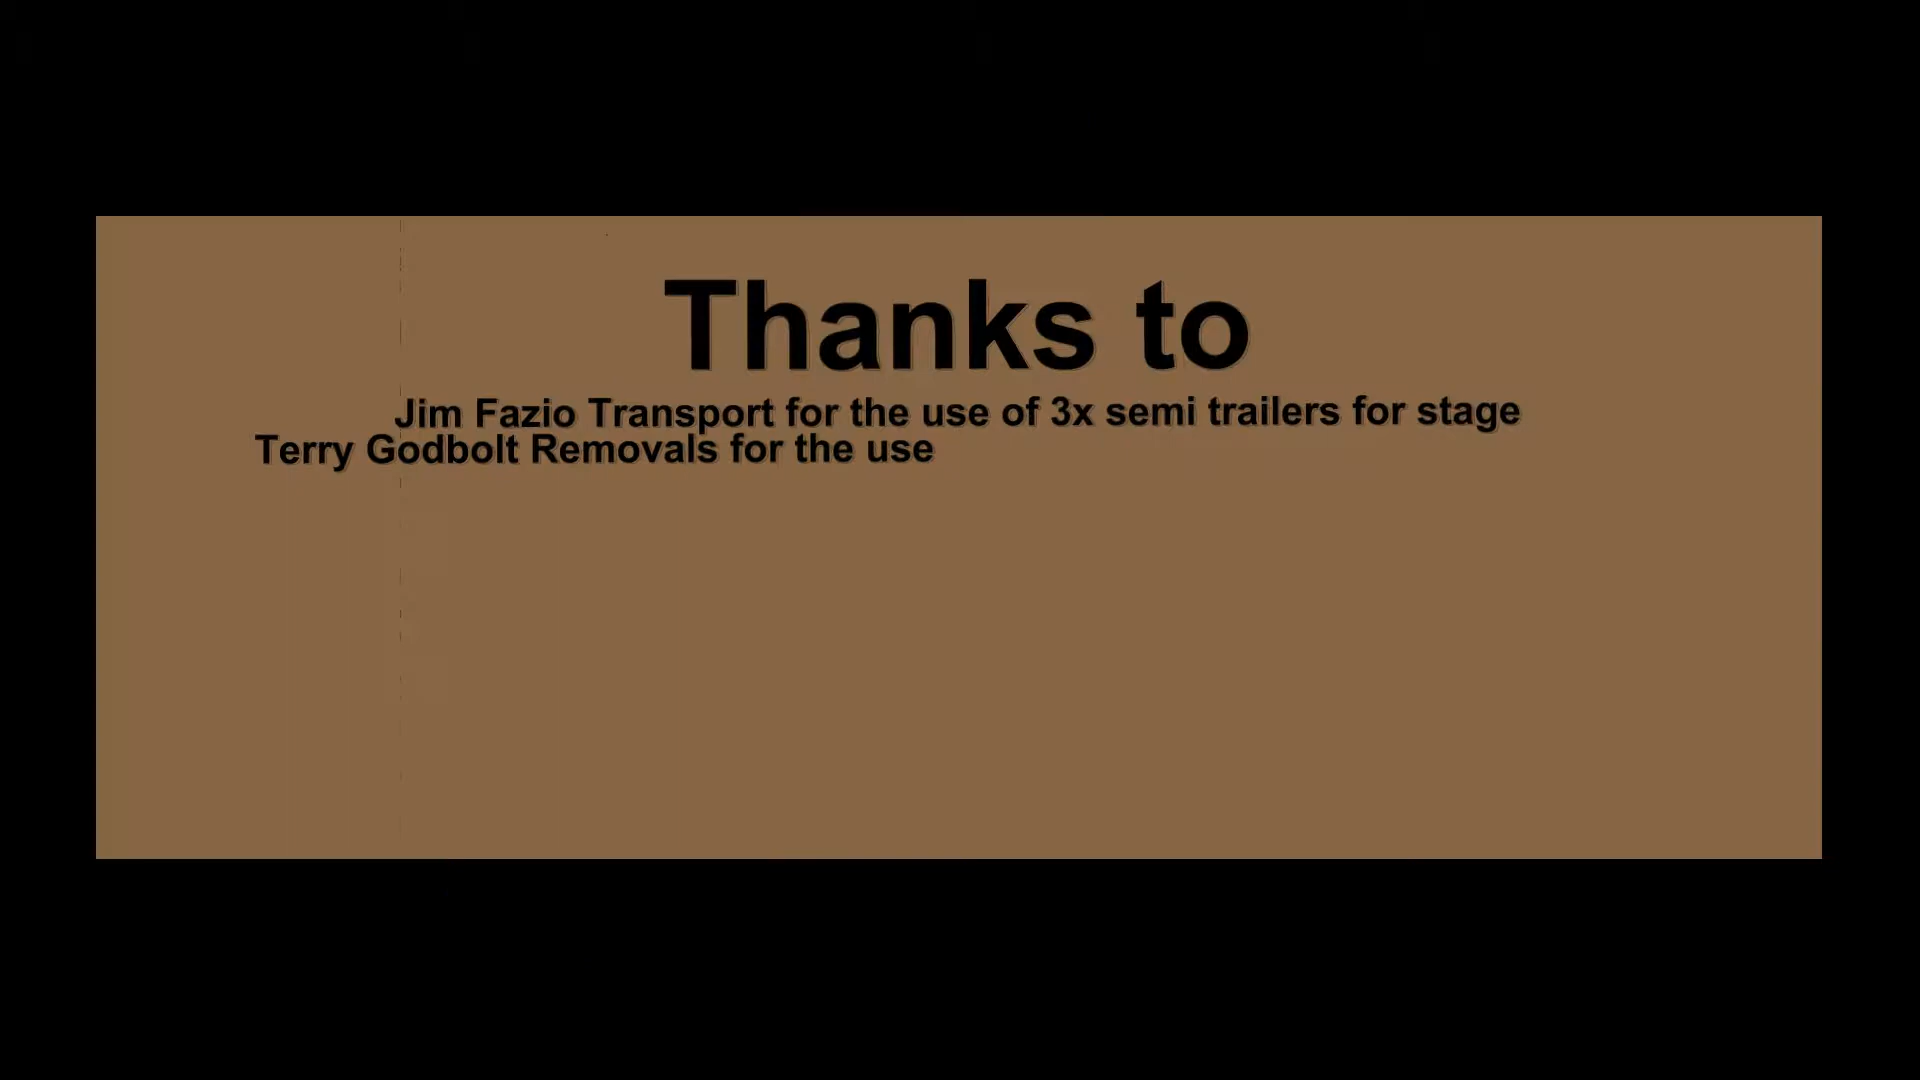 Thanks to
Jim Fazio Transport for the use of 3x semi trailers for stage
Terry Godbolt Removals for the use